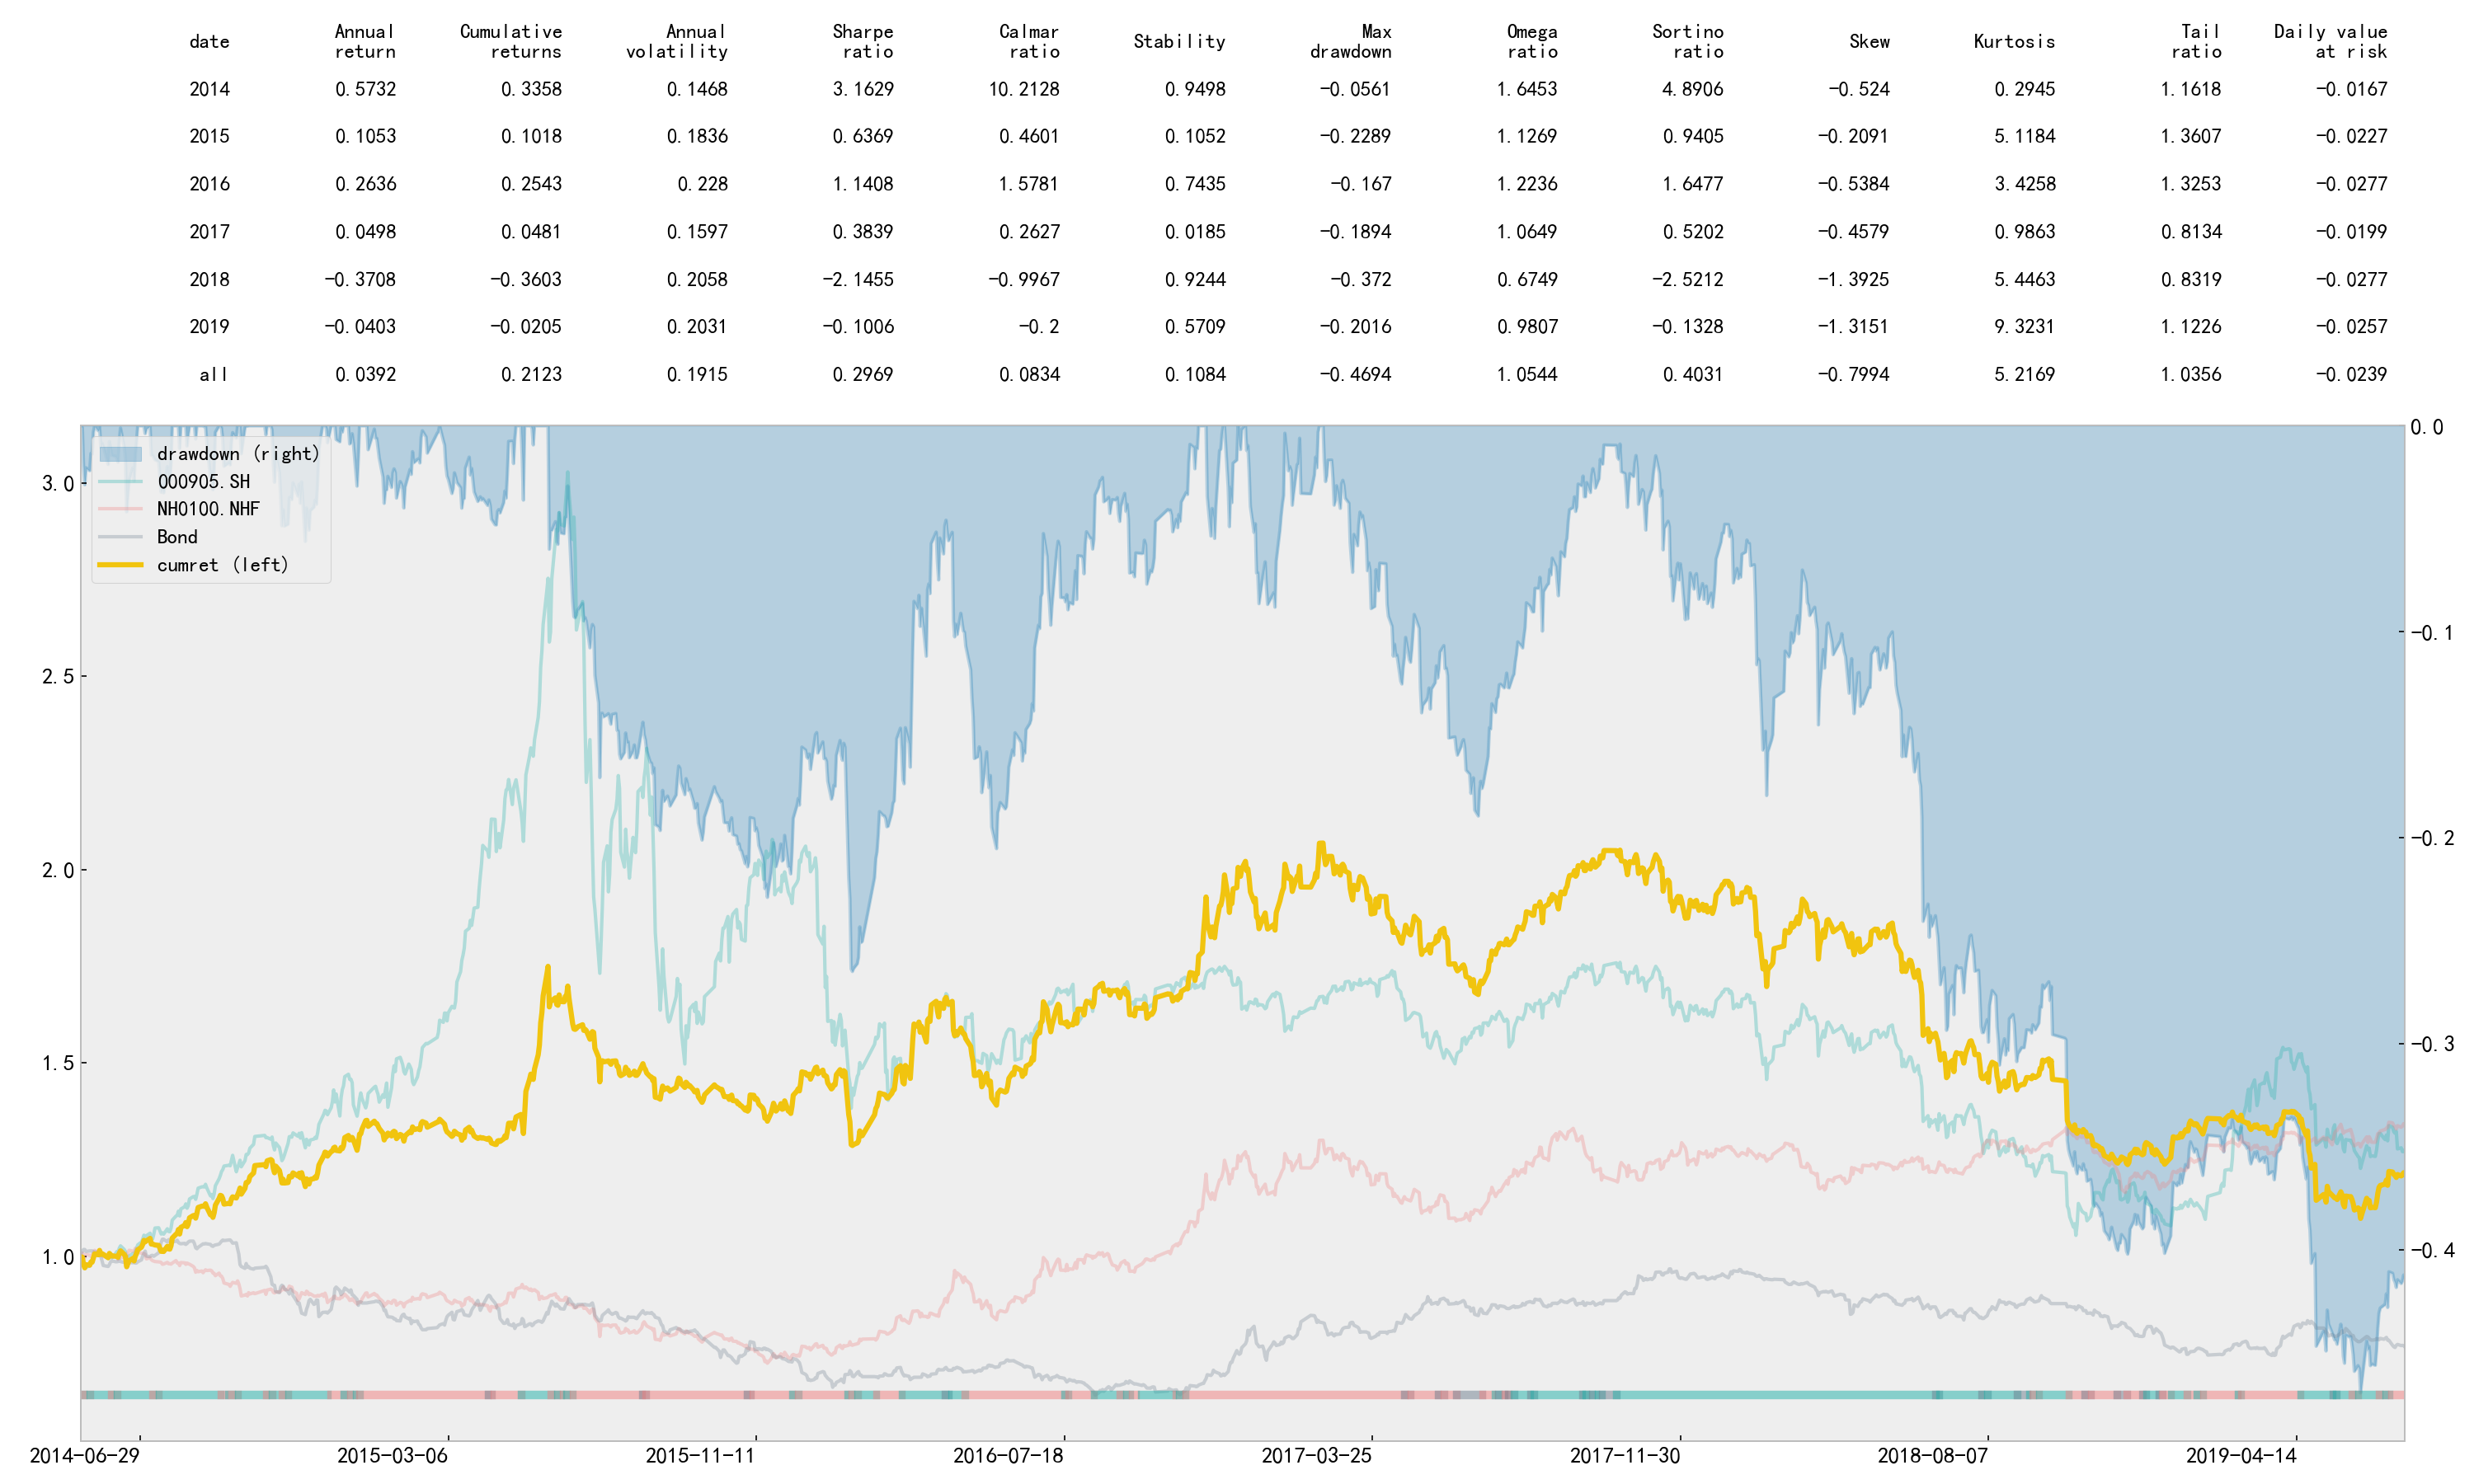 date Annual return Cumulative returns Annual volatility Sharpe ratio Calmar ratio Stability Max drawdown Omega ratio Sortino ratio Skew Kurtosis Tail ratio Daily value at risk
2014 0.5732 0.3358 0.1468 3.1629 10.2128 0.9498 -0.0561 1.6453 4.8906 -0.524 0.2945 1.1618 -0.0167
2015 0.1053 0.1018 0.1836 0.6369 0.4601 0.1052 -0.2289 1.1269 0.9405 -0.2091 5.1184 1.3607 -0.0227
2016 0.2636 0.2543 0.228 1.1408 1.5781 0.7435 -0.167 1.2236 1.6477 -0.5384 3.4258 1.3253 -0.0277
2017 0.0498 0.0481 0.1597 0.3839 0.2627 0.0185 -0.1894 1.0649 0.5202 -0.4579 0.9863 0.8134 -0.0199
2018 -0.3708 -0.3603 0.2058 -2.1455 -0.9967 0.9244 -0.372 0.6749 -2.5212 -1.3925 5.4463 0.8319 -0.0277
2019 -0.0403 -0.0205 0.2031 -0.1006 -0.2 0.5709 -0.2016 0.9807 -0.1328 -1.3151 9.3231 1.1226 -0.0257
all 0.0392 0.2123 0.1915 0.2969 0.0834 0.1084 -0.4694 1.0544 0.4031 -0.7994 5.2169 1.0356 -0.0239
drawdown (right)
000905.SH
NH0100.NHF
Bond
cumret (left)
3.0
2.5
2.0
1.5
1.0
0.0
-0.1
-0.2
-0.3
-0.4
2014-06-29 2015-03-06 2015-11-11 2016-07-18 2017-03-25 2017-11-30 2018-08-07 2019-04-14